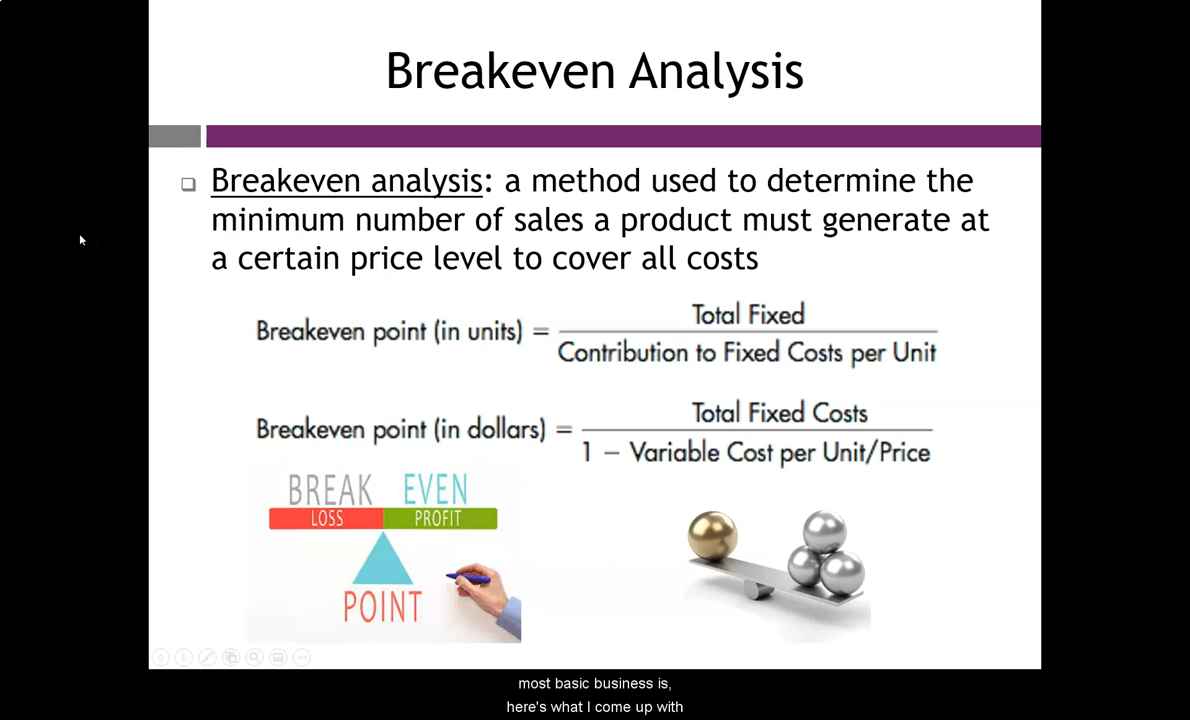 Breakeven Analysis
Breakeven analysis: a method used to determine the
minimum number of sales a product must generate at
a certain price level to cover all costs
Breakeven point (in units) = Total Fixed
Contribution to Fixed Costs per Unit
Breakeven point (in dollars) = Total Fixed Costs
1 − Variable Cost per Unit/Price
BREAK EVEN
LOSS PROFIT
POINT
most basic business is,
here's what I come up with